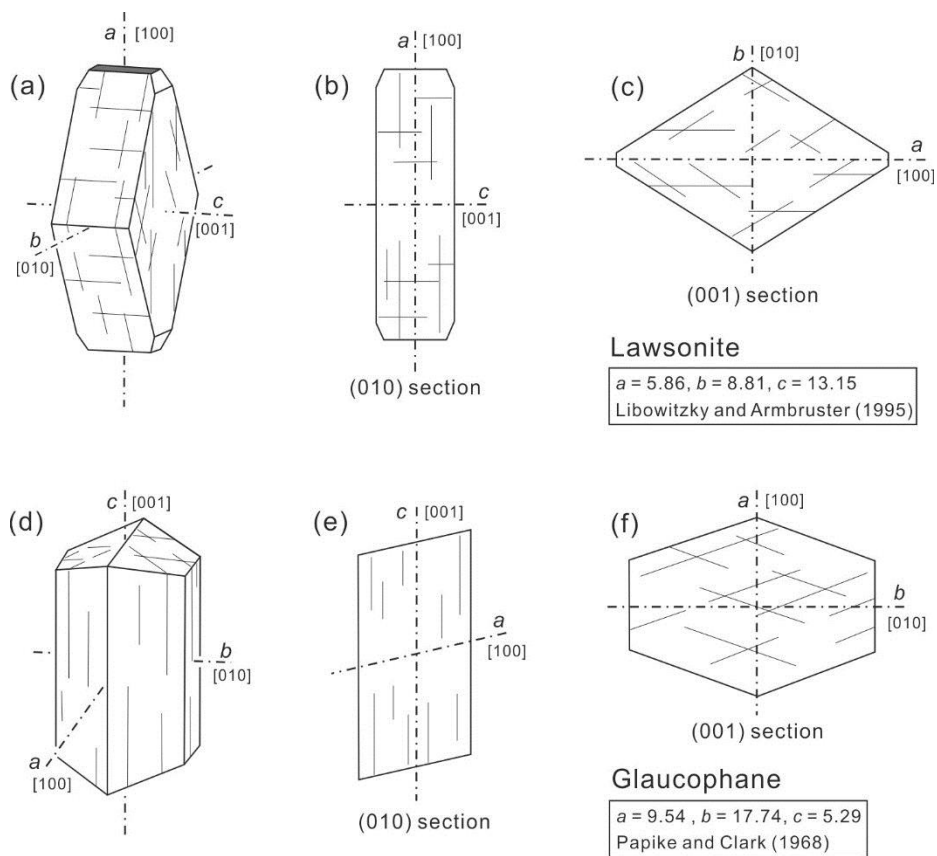 (a)
a [100]
c
[001]
b
[010]
(b)
a [100]
c
[001]
(010) section
(c)
b [010]
a
[100]
(001) section
Lawsonite
a = 5.86, b = 8.81, c = 13.15
Libowitzky and Armbruster (1995)
(d)
c [001]
b
[010]
a
[100]
(e)
c [001]
a
[100]
(010) section
(f)
a [100]
b
[010]
(001) section
Glaucophane
a = 9.54 , b = 17.74, c = 5.29
Papike and Clark (1968)